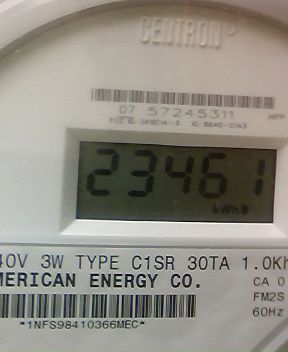 CENTRON
07 57245311
23461
kWh
40V 3W TYPE C1SR 30TA 1.0Kh
MERICAN ENERGY CO. CA 0
FM2S
60Hz
*1NFS98410366MEC*